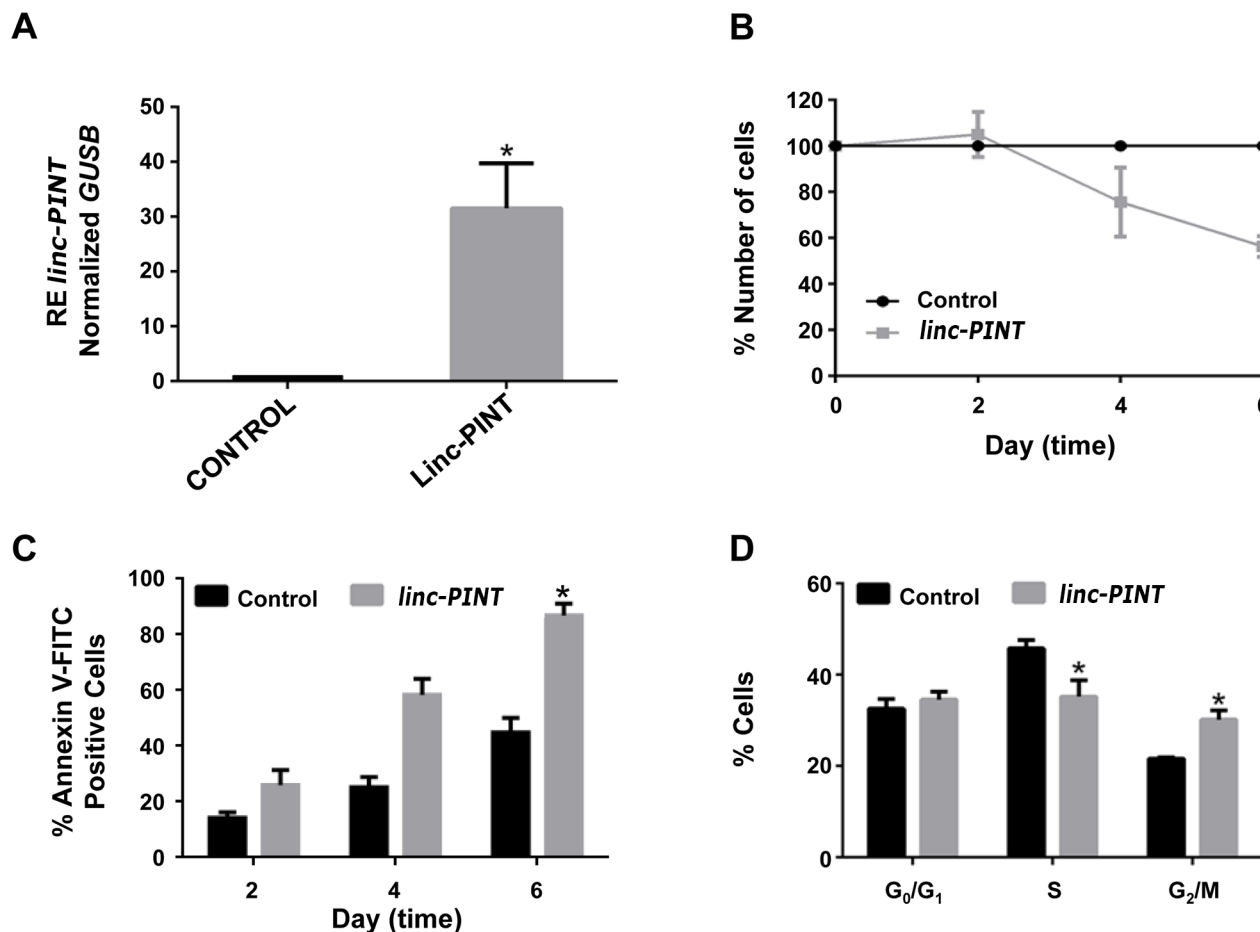 A
50
40
30
20
10
0
RE linc-PINT
Normalized GUSB
*
CONTROL
Linc-PINT
B
120
100
80
60
40
20
0
% Number of cells
Control
linc-PINT
0 2 4
Day (time)
C
100
80
60
40
20
0
% Annexin V-FITC
Positive Cells
Control linc-PINT
*
2 4 6
Day (time)
D
60
40
20
0
% Cells
Control linc-PINT
*
*
G₀/G₁ S G₂/M